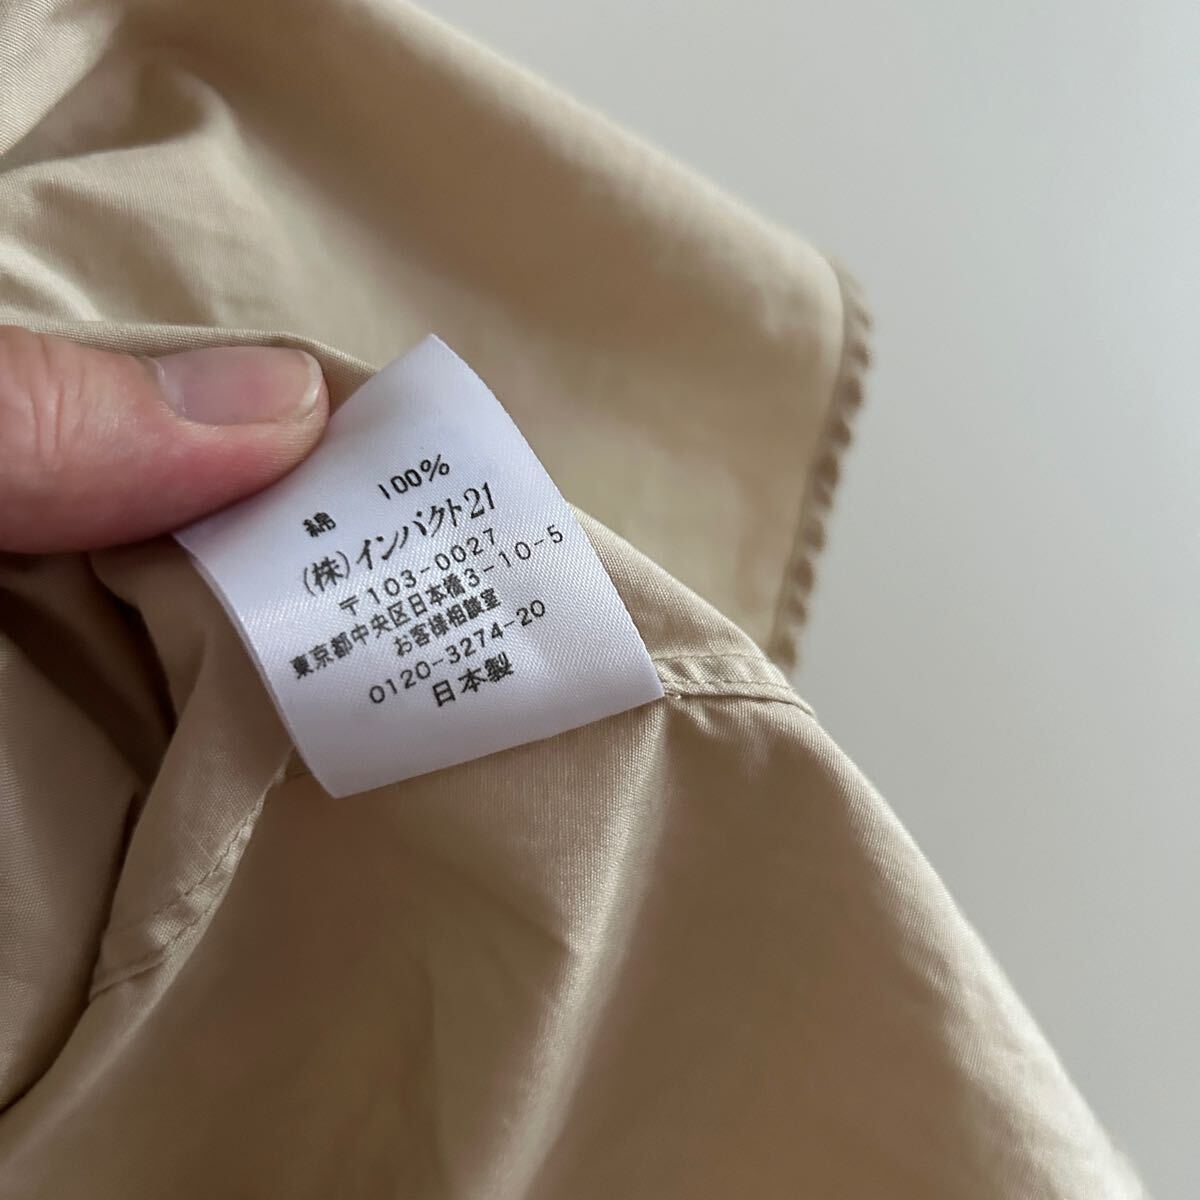 綿 100%
(株)インパクト21
〒103-0027
東京都中央区日本橋3-10-5
お客様相談室
0120-3274-20
日本製